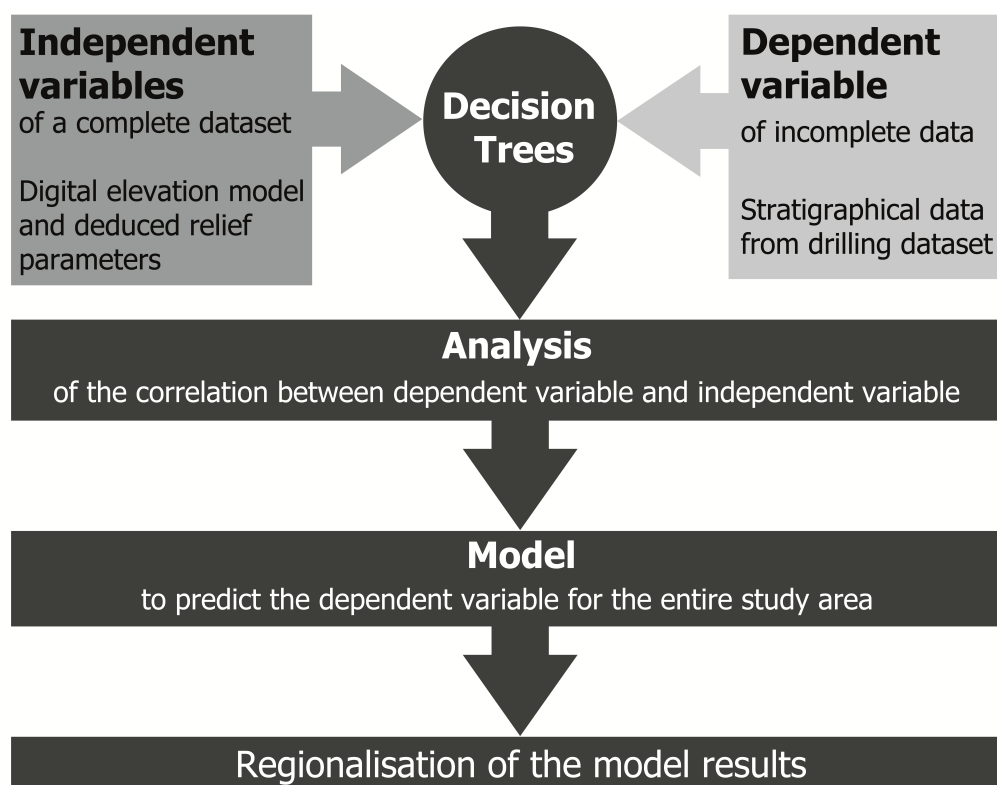 Independent
variables
of a complete dataset
Digital elevation model
and deduced relief
parameters
Decision
Trees
Dependent
variable
of incomplete data
Stratigraphical data
from drilling dataset
Analysis
of the correlation between dependent variable and independent variable
Model
to predict the dependent variable for the entire study area
Regionalisation of the model results